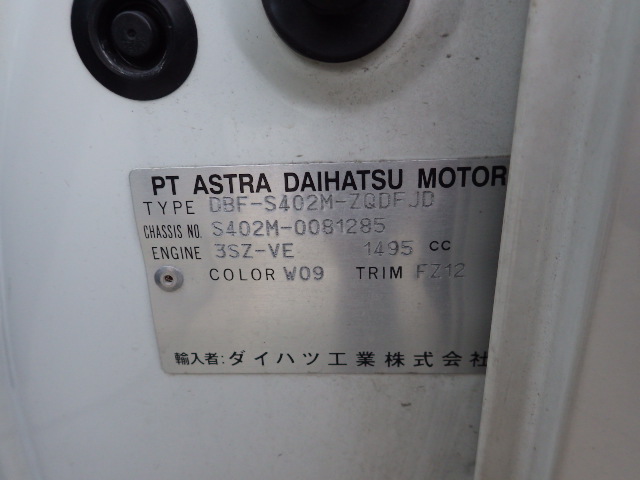 PT ASTRA DAIHATSU MOTOR
TYPE DBF-S402M-ZQDFJD
CHASSIS NO. S402M-0081285
ENGINE 3SZ-VE 1495 CC
COLOR W09 TRIM FZ12
輸入者: ダイハツ工業株式会社